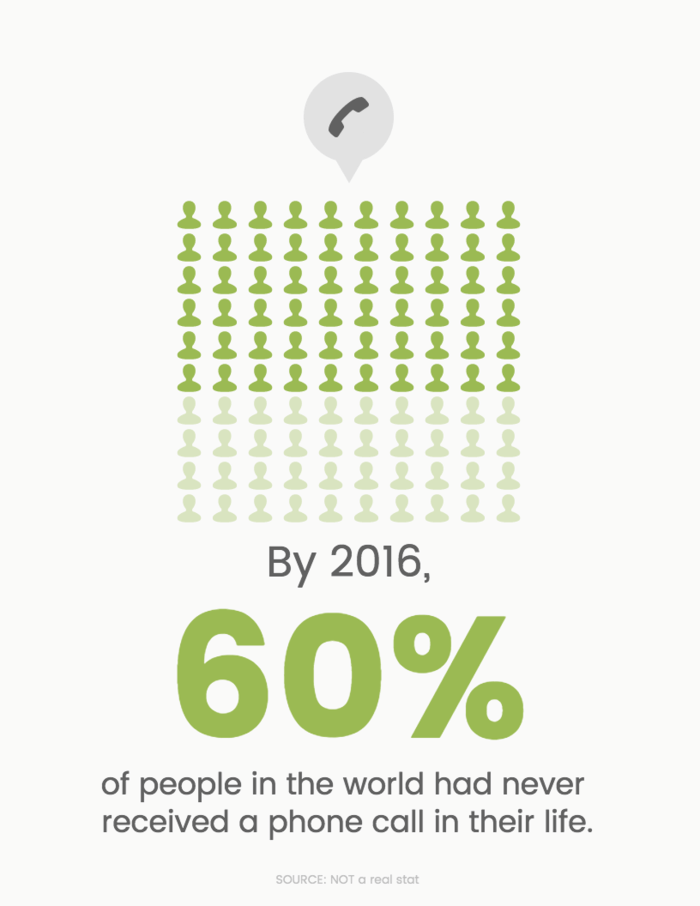 By 2016,
60%
of people in the world had never
received a phone call in their life.
SOURCE: NOT a real stat